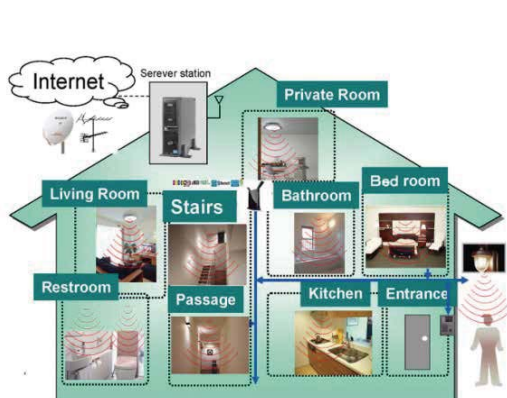 Internet
Serever station
Private Room
Living Room
Stairs
Bathroom
Bed room
Restroom
Passage
Kitchen
Entrance